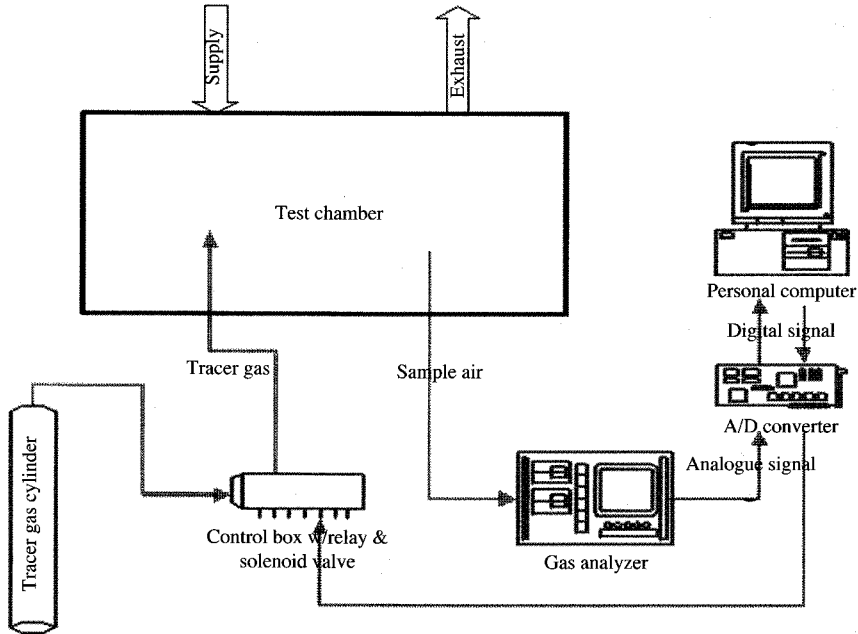 Supply
Exhaust
Test chamber
Personal computer
Digital signal
Tracer gas
Sample air
A/D converter
Analogue signal
Tracer gas cylinder
Control box w/relay &
solenoid valve
Gas analyzer